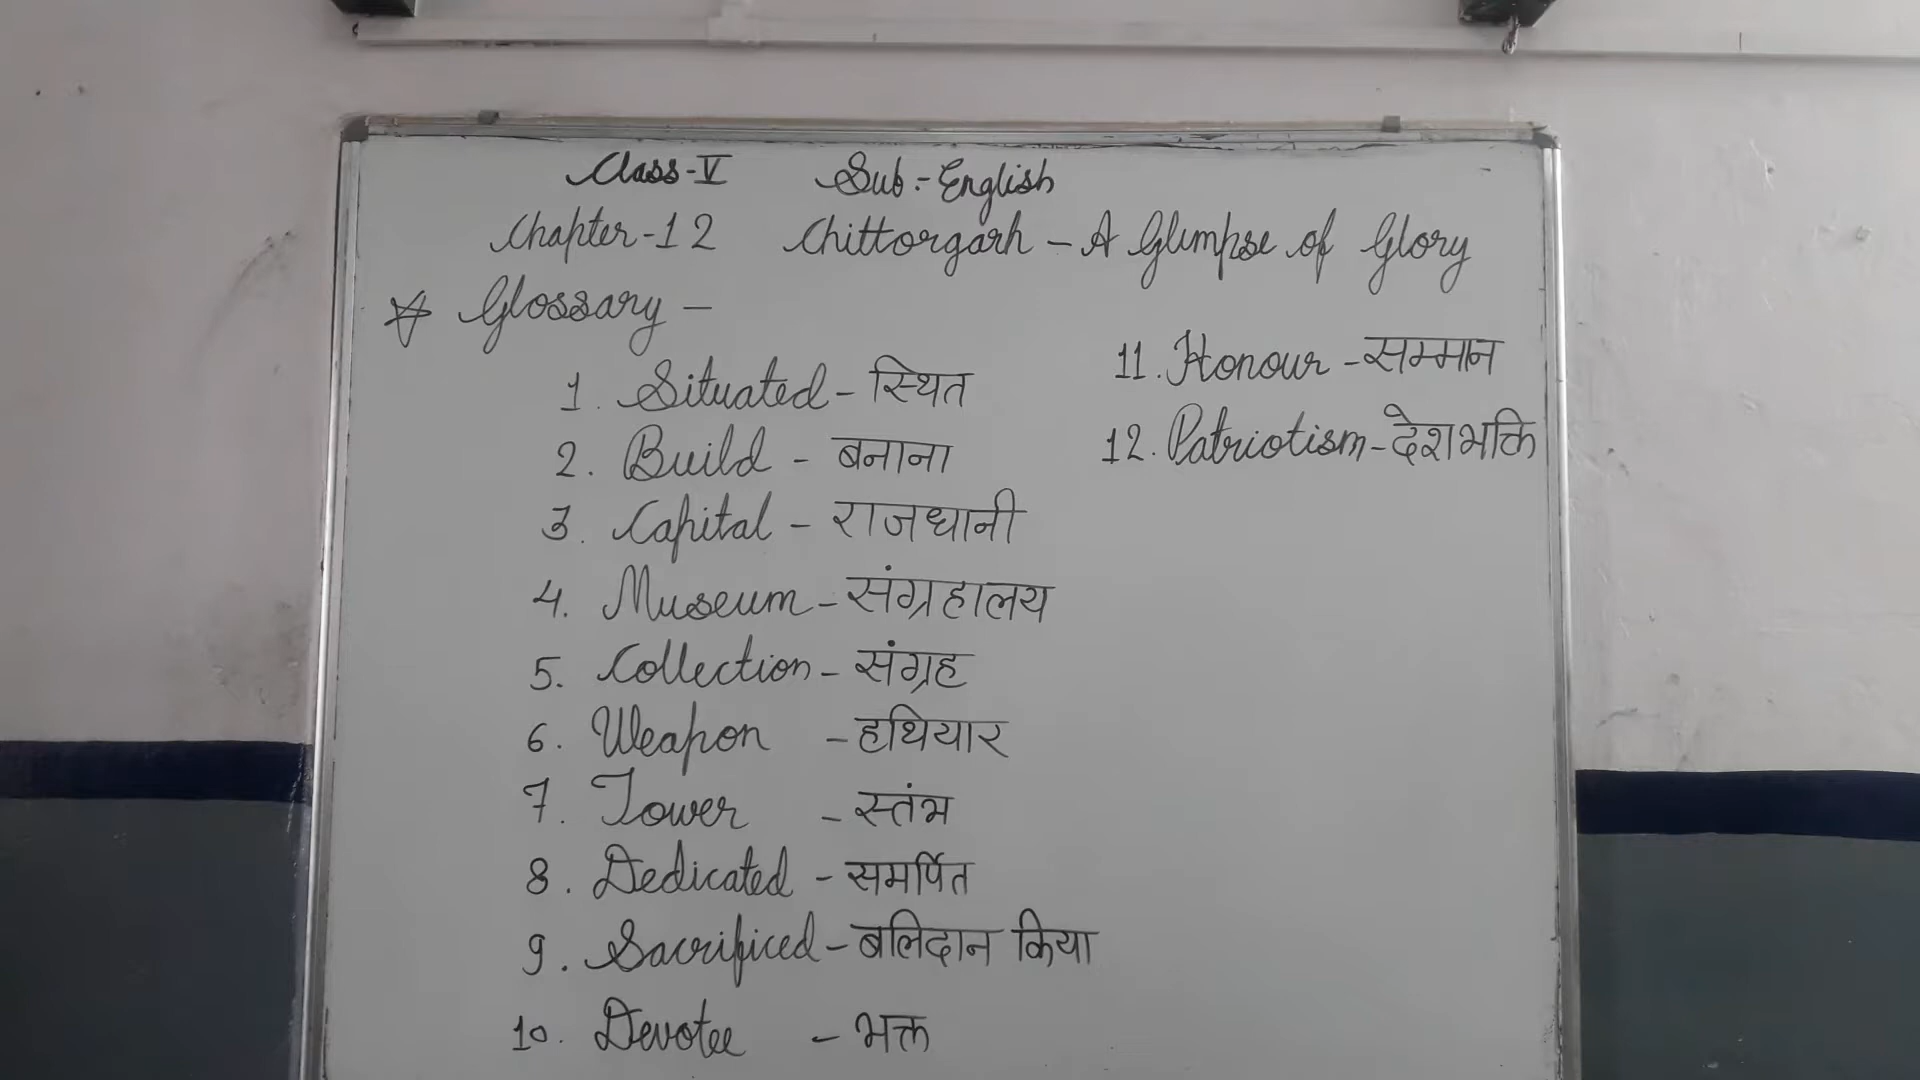 Class-V Sub:- English
Chapter-12 Chittorgarh - A Glimpse of Glory
☆ Glossary -
1. Situated - स्थित
2. Build - बनाना
3. Capital - राजधानी
4. Museum - संग्रहालय
5. Collection - संग्रह
6. Weapon - हथियार
7. Tower - स्तंभ
8. Dedicated - समर्पित
9. Sacrificed - बलिदान किया
10. Devotee - भक्त
11. Honour - सम्मान
12. Patriotism - देशभक्ति